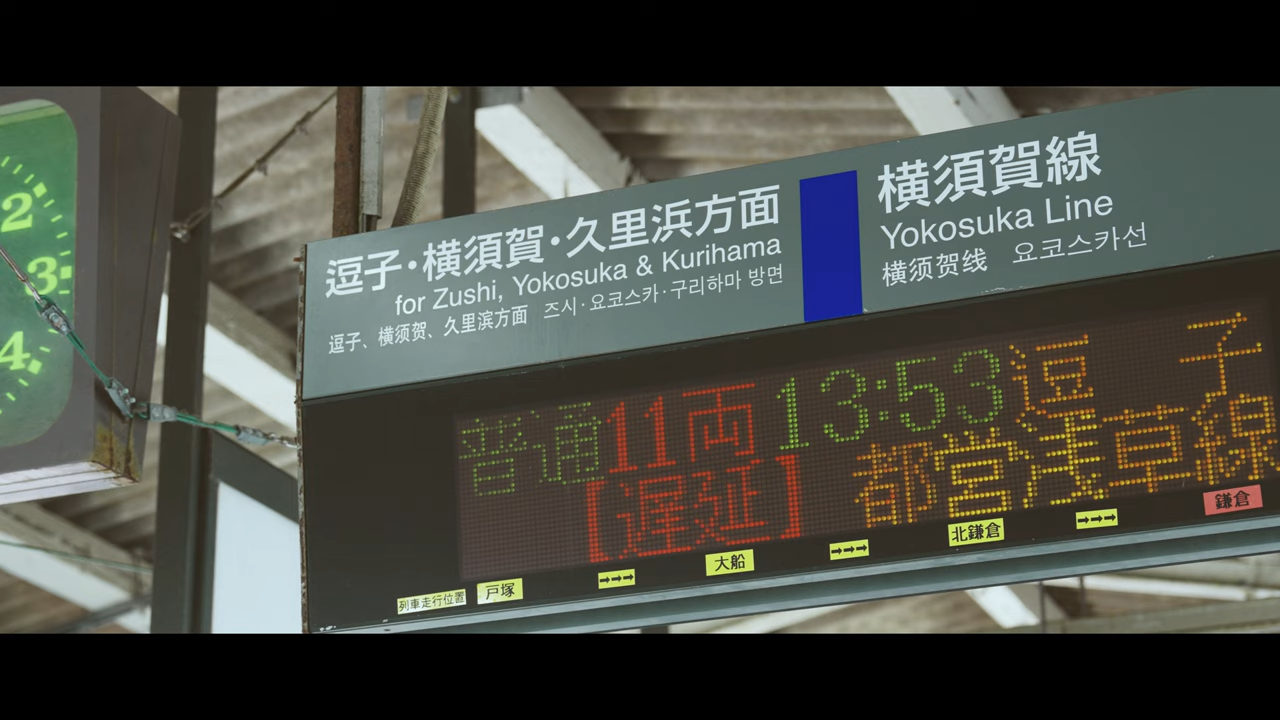 2
3
4
逗子・横須賀・久里浜方面
for Zushi, Yokosuka & Kurihama
逗子、横须贺、久里滨方面 즈시·요코스카·구리하마 방면
横須賀線
Yokosuka Line
横须贺线 요코스카선
普通 11両 13:53 逗子
【遅延】 都営浅草線
列車走行位置 戸塚 →→→ 大船 →→→ 北鎌倉 →→→ 鎌倉